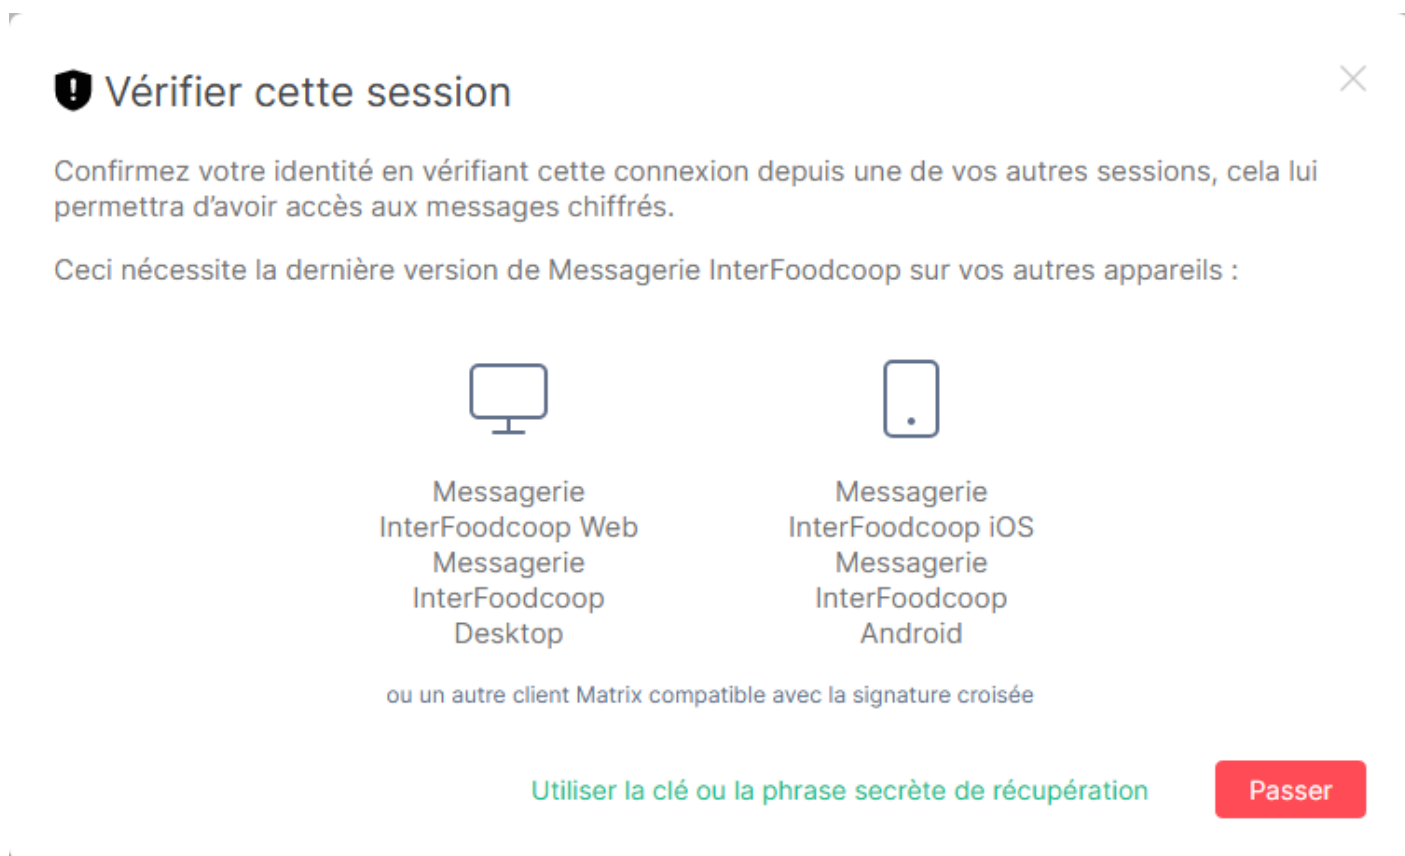 Vérifier cette session
Confirmez votre identité en vérifiant cette connexion depuis une de vos autres sessions, cela lui
permettra d’avoir accès aux messages chiffrés.
Ceci nécessite la dernière version de Messagerie InterFoodcoop sur vos autres appareils :
Messagerie
InterFoodcoop Web
Messagerie
InterFoodcoop
Desktop
Messagerie
InterFoodcoop iOS
Messagerie
InterFoodcoop
Android
ou un autre client Matrix compatible avec la signature croisée
Utiliser la clé ou la phrase secrète de récupération
Passer